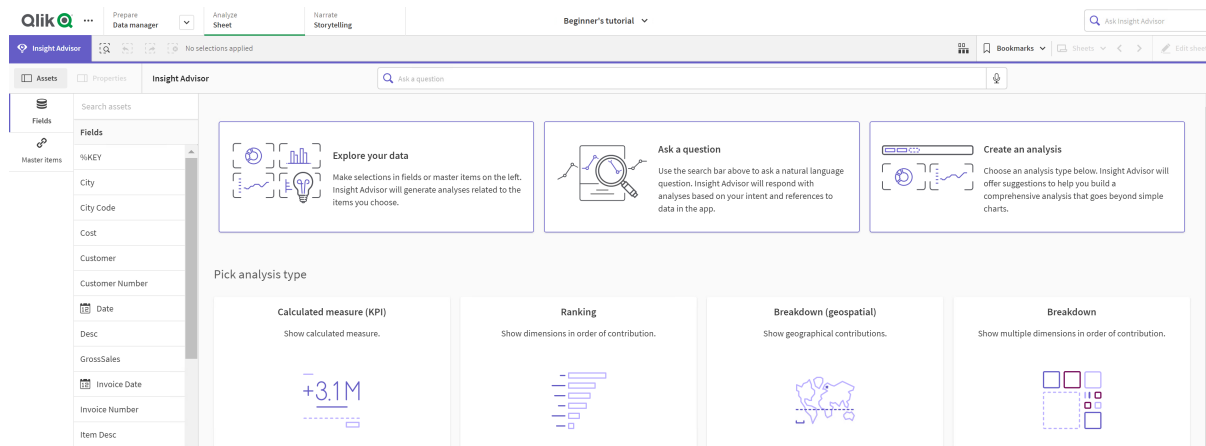 Qlik
Prepare
Data manager
Analyze
Sheet
Narrate
Storytelling
Beginner's tutorial
Ask Insight Advisor
Insight Advisor
No selections applied
Bookmarks
Sheets
Edit shee
Assets
Properties
Insight Advisor
Ask a question
Fields
Master items
Search assets
Fields
%KEY
City
City Code
Cost
Customer
Customer Number
Date
Desc
GrossSales
Invoice Date
Invoice Number
Item Desc
Explore your data
Make selections in fields or master items on the left.
Insight Advisor will generate analyses related to the
items you choose.
Ask a question
Use the search bar above to ask a natural language
question. Insight Advisor will respond with
analyses based on your intent and references to
data in the app.
Create an analysis
Choose an analysis type below. Insight Advisor will
offer suggestions to help you build a
comprehensive analysis that goes beyond simple
charts.
Pick analysis type
Calculated measure (KPI)
Show calculated measure.
+3.1M
Ranking
Show dimensions in order of contribution.
Breakdown (geospatial)
Show geographical contributions.
Breakdown
Show multiple dimensions in order of contribution.